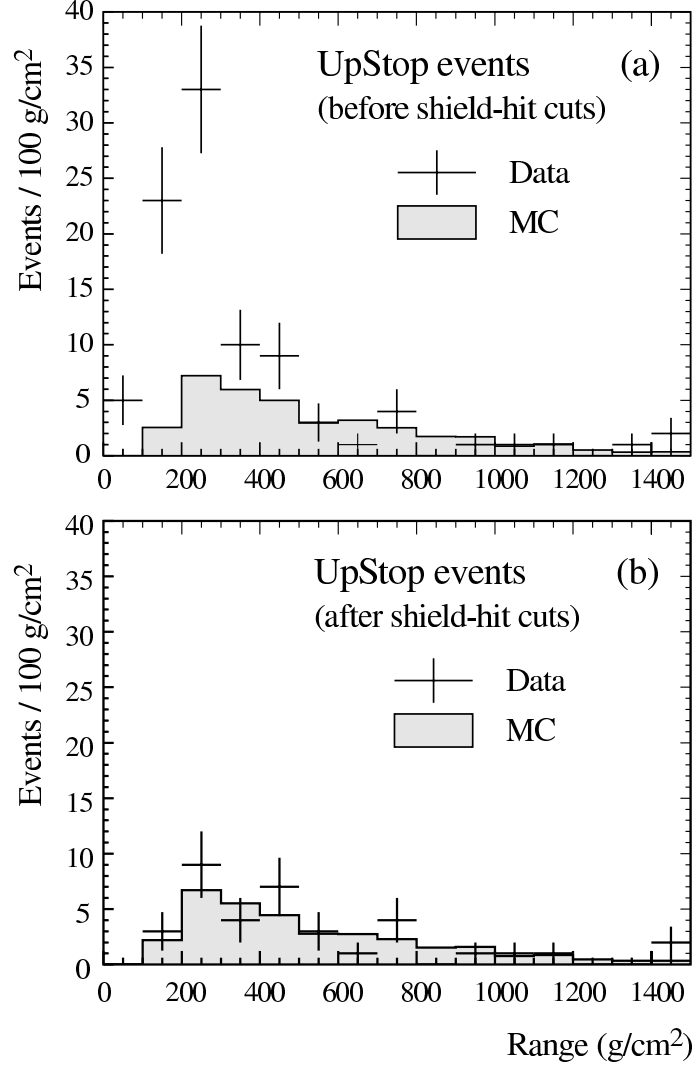 40
35
30
25
20
15
10
5
0
Events / 100 g/cm2
UpStop events (a)
(before shield-hit cuts)
Data
MC
200 400 600 800 1000 1200 1400
40
35
30
25
20
15
10
5
0
Events / 100 g/cm2
UpStop events (b)
(after shield-hit cuts)
Data
MC
0 200 400 600 800 1000 1200 1400
Range (g/cm2)